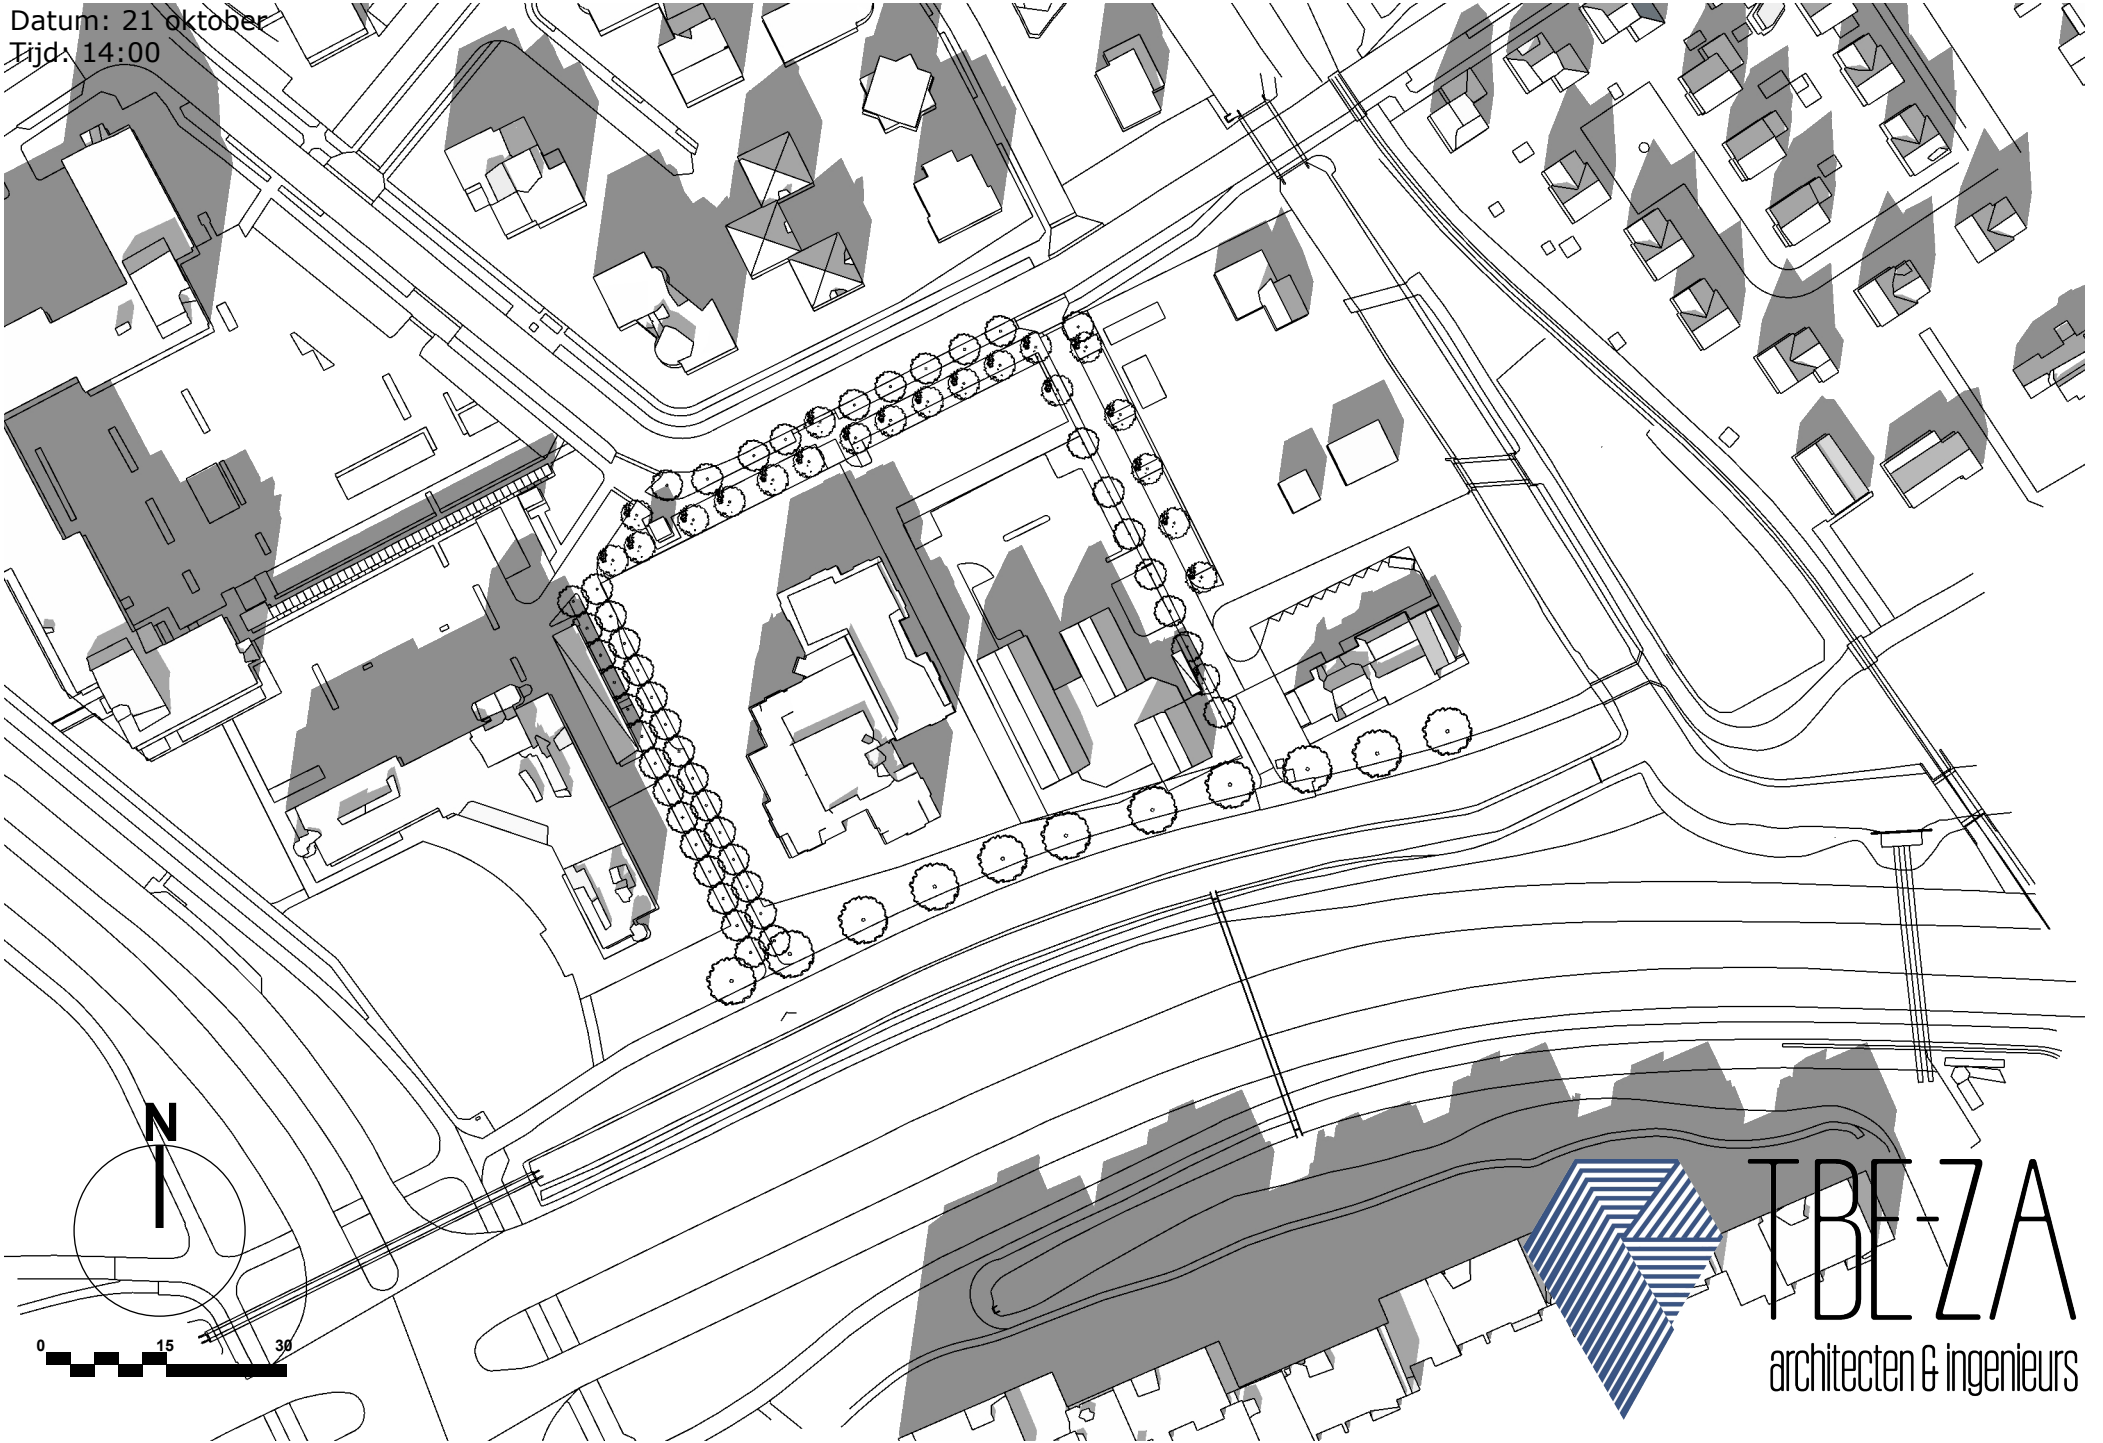 Datum: 21 oktober
Tijd: 14:00
N
0 15 30
TBE-ZA
architecten & ingenieurs